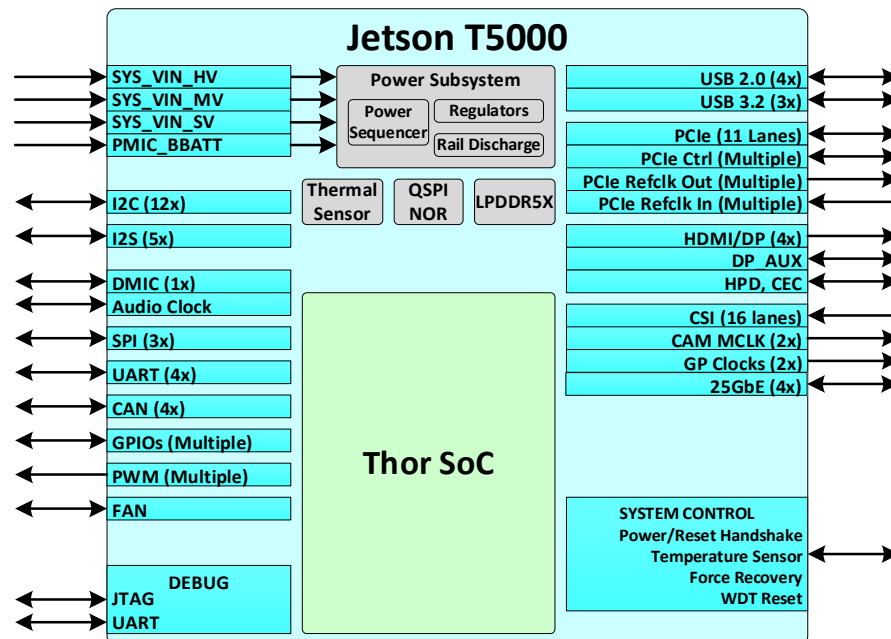 Jetson T5000
SYS_VIN_HV
SYS_VIN_MV
SYS_VIN_SV
PMIC_BBATT
I2C (12x)
I2S (5x)
DMIC (1x)
Audio Clock
SPI (3x)
UART (4x)
CAN (4x)
GPIOs (Multiple)
PWM (Multiple)
FAN
DEBUG
JTAG
UART
Power Subsystem
Power
Sequencer
Regulators
Rail Discharge
Thermal
Sensor
QSPI
NOR
LPDDR5X
Thor SoC
USB 2.0 (4x)
USB 3.2 (3x)
PCIe (11 Lanes)
PCIe Ctrl (Multiple)
PCIe Refclk Out (Multiple)
PCIe Refclk In (Multiple)
HDMI/DP (4x)
DP_AUX
HPD, CEC
CSI (16 lanes)
CAM MCLK (2x)
GP Clocks (2x)
25GbE (4x)
SYSTEM CONTROL
Power/Reset Handshake
Temperature Sensor
Force Recovery
WDT Reset